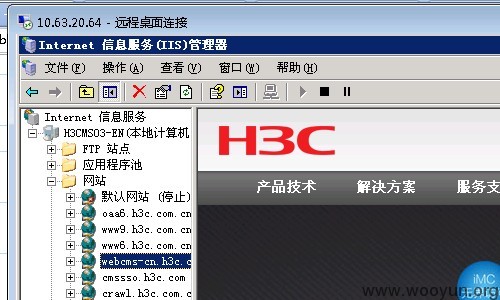 10.63.20.64 - 远程桌面连接
Internet 信息服务(IIS)管理器
文件(F) 操作(A) 查看(V) 窗口(W) 帮助(H)
Internet 信息服务
H3CMS03-EN(本地计算机
FTP 站点
应用程序池
网站
默认网站 (停止)
oaa6.h3c.com.cn
www9.h3c.com.cn
www6.h3c.com.cn
webcms-cn.h3c.c
cmssso.h3c.com
crawl.h3c.com.c
H3C
产品技术 解决方案 服务支
iMC
www.wooyun.org